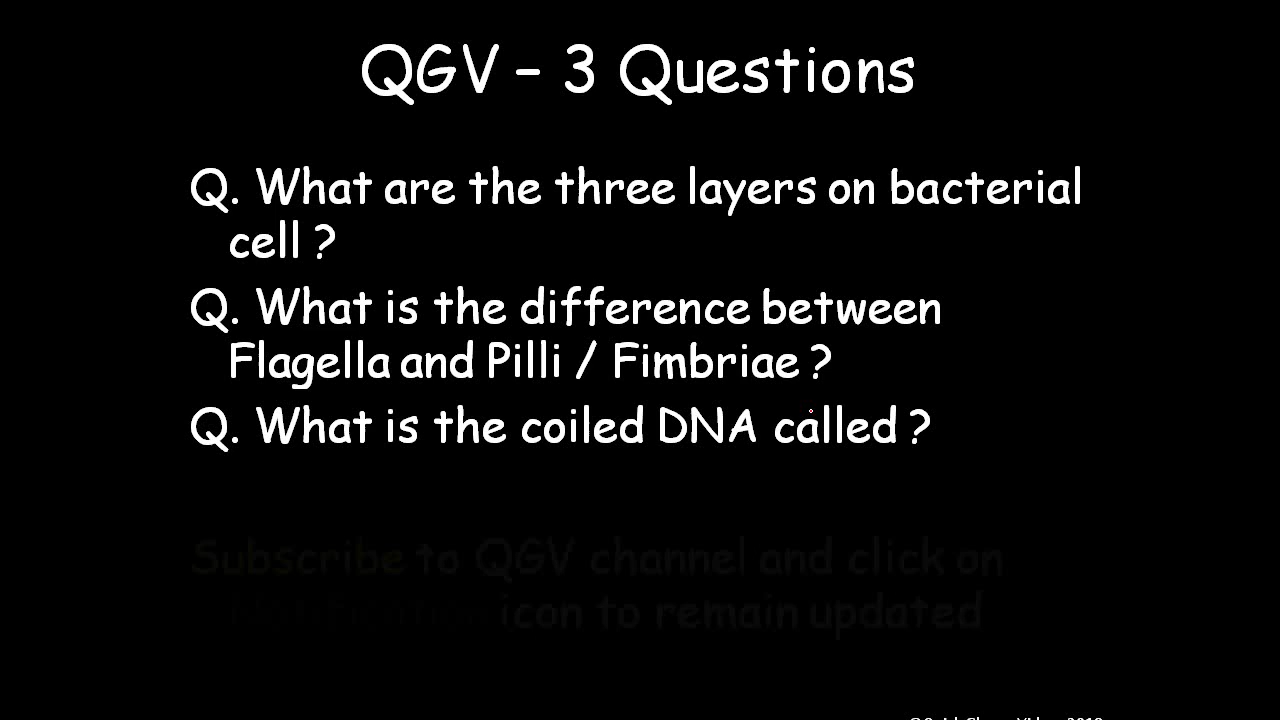 QGV – 3 Questions
Q. What are the three layers on bacterial
cell ?
Q. What is the difference between
Flagella and Pilli / Fimbriae ?
Q. What is the coiled DNA called ?
Subscribe to QGV channel and click on
Notification icon to remain updated